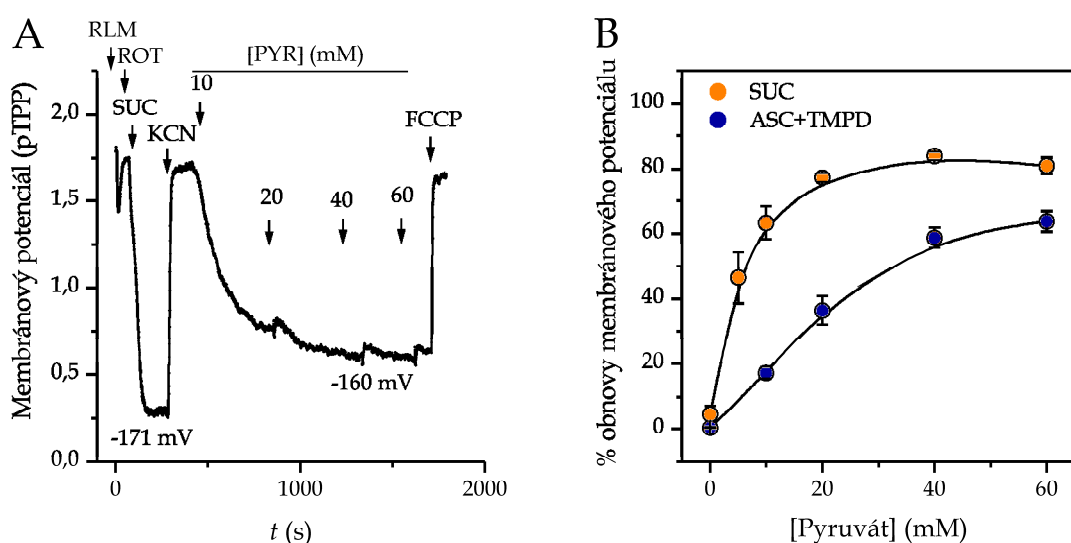 A
RLM
ROT
SUC
KCN
[PYR] (mM)
10
20
40
60
FCCP
Membránový potenciál (pTPP)
2,0
1,5
1,0
0,5
0,0
-171 mV
-160 mV
0
1000
2000
t (s)
B
SUC
ASC+TMPD
% obnovy membránového potenciálu
100
80
60
40
20
0
0
20
40
60
[Pyruvát] (mM)